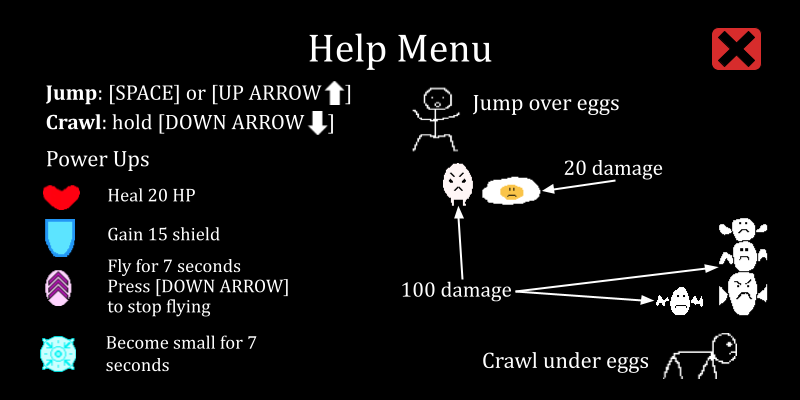 Help Menu
Jump: [SPACE] or [UP ARROW ⬆]
Crawl: hold [DOWN ARROW ⬇]
Power Ups
Heal 20 HP
Gain 15 shield
Fly for 7 seconds
Press [DOWN ARROW]
to stop flying
Become small for 7
seconds
Jump over eggs
20 damage
100 damage
Crawl under eggs